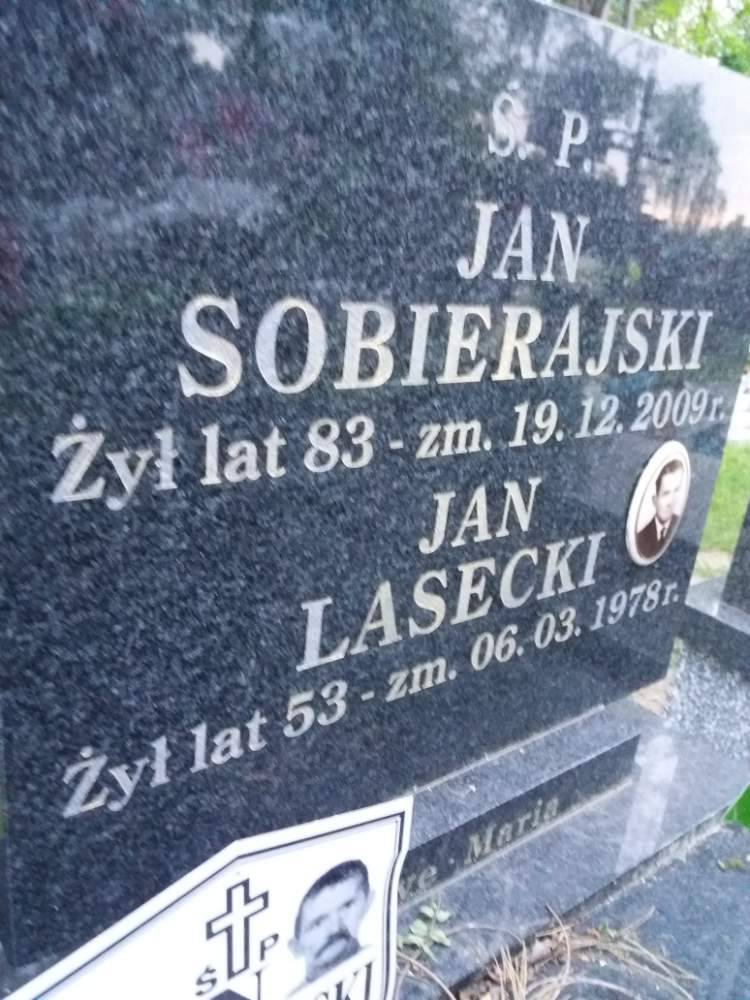 Ś. P.
JAN
SOBIERAJSKI
Żył lat 83 - zm. 19. 12. 2009 r.
JAN
LASECKI
Żył lat 53 - zm. 06. 03. 1978 r.
Maria
Ś P